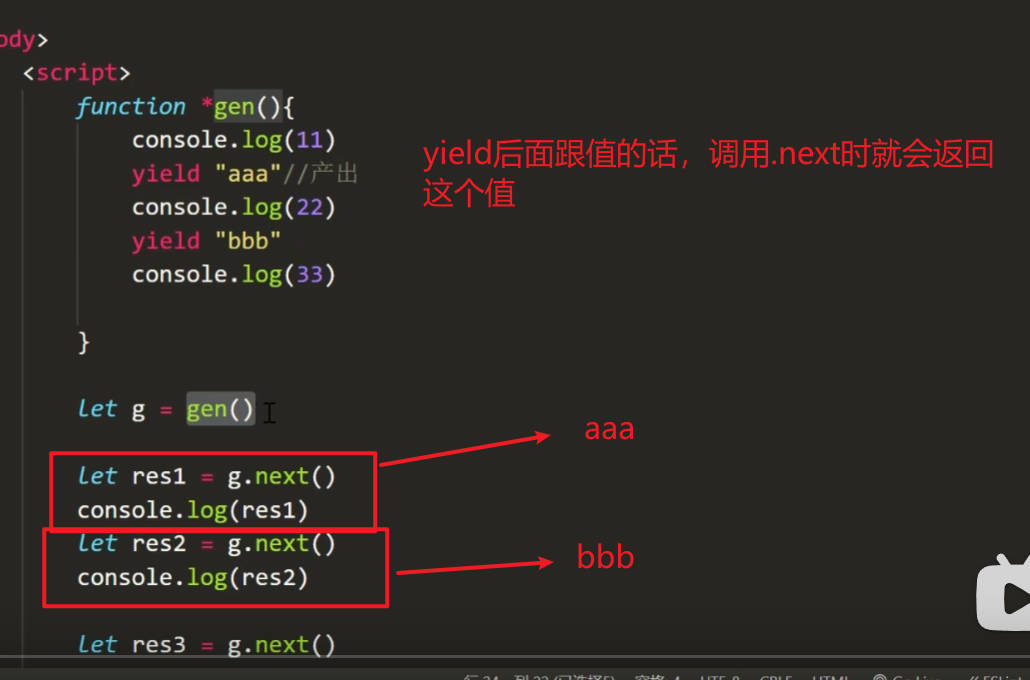 ody>
<script>
function *gen(){
console.log(11)
yield "aaa"//产出
console.log(22)
yield "bbb"
console.log(33)
}
yield后面跟值的话，调用.next时就会返回
这个值
let g = gen()
let res1 = g.next()
console.log(res1)
aaa
let res2 = g.next()
console.log(res2)
bbb
let res3 = g.next()